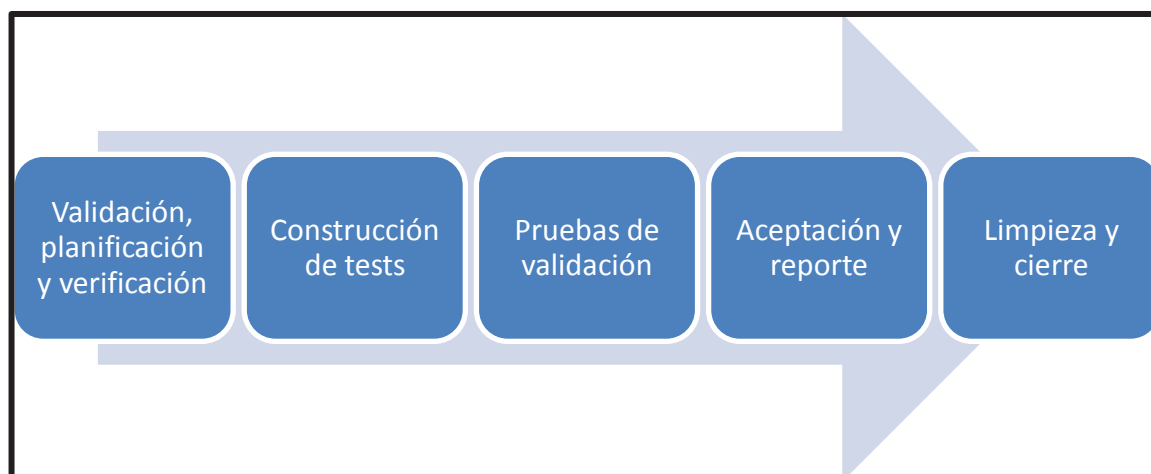 Validación,
planificación
y verificación
Construcción
de tests
Pruebas de
validación
Aceptación y
reporte
Limpieza y
cierre